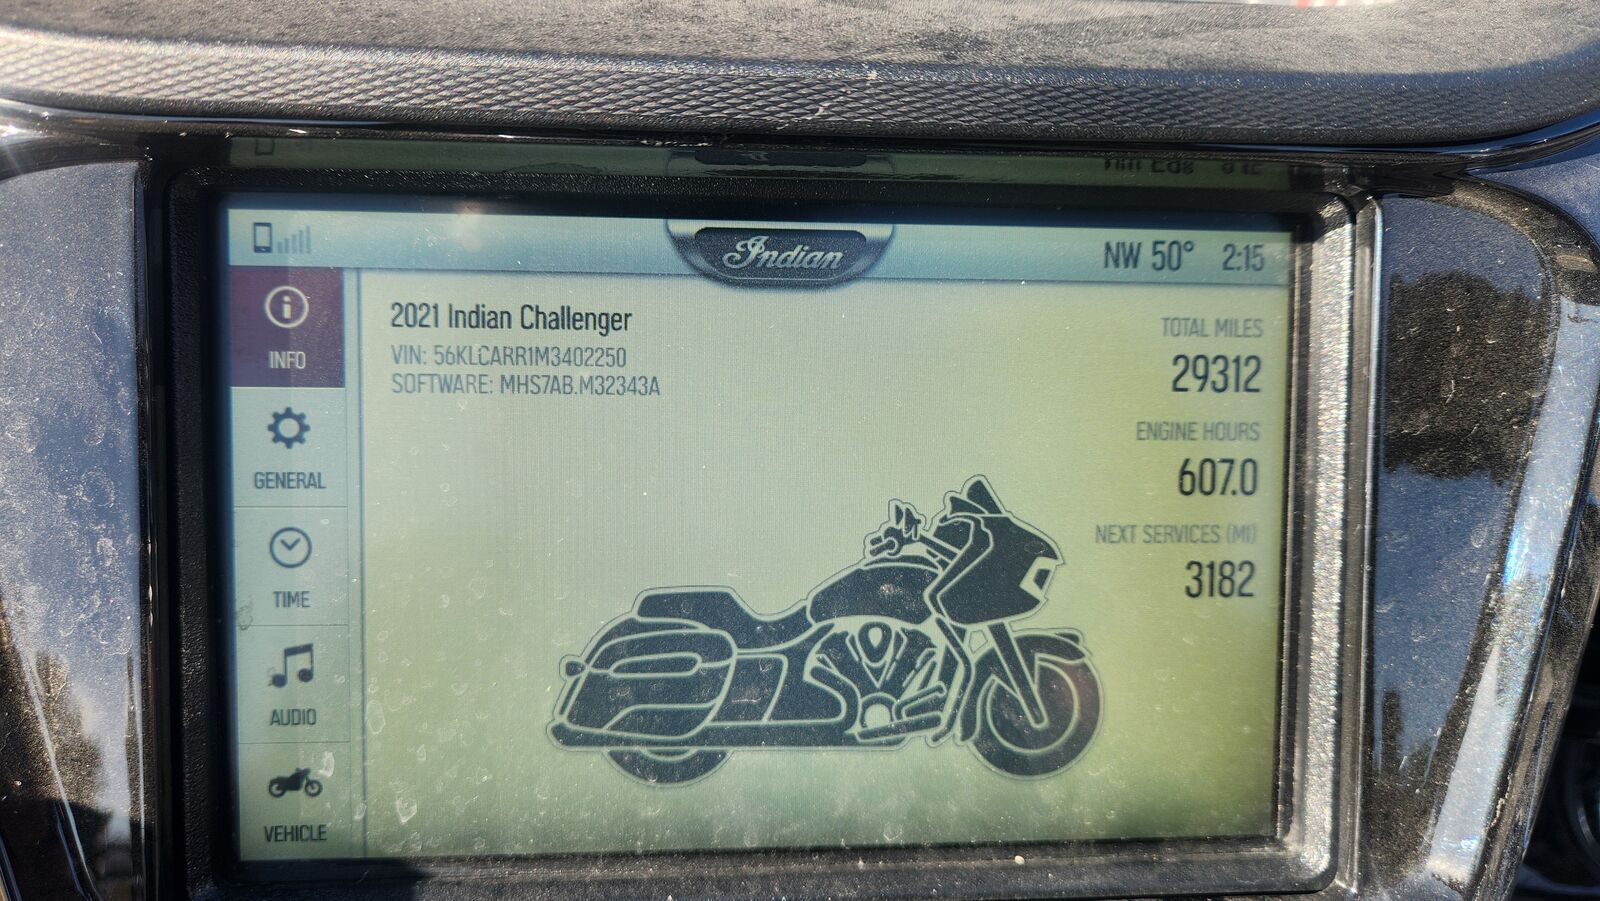 Indian
NW 50° 2:15
INFO
GENERAL
TIME
AUDIO
VEHICLE
2021 Indian Challenger
VIN: 56KLCARR1M3402250
SOFTWARE: MHS7AB.M32343A
TOTAL MILES
29312
ENGINE HOURS
607.0
NEXT SERVICES (MI)
3182